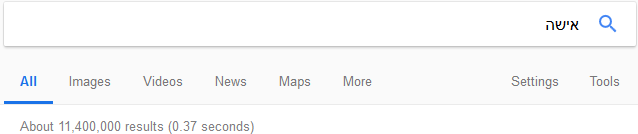 אישה
All Images Videos News Maps More Settings Tools
About 11,400,000 results (0.37 seconds)